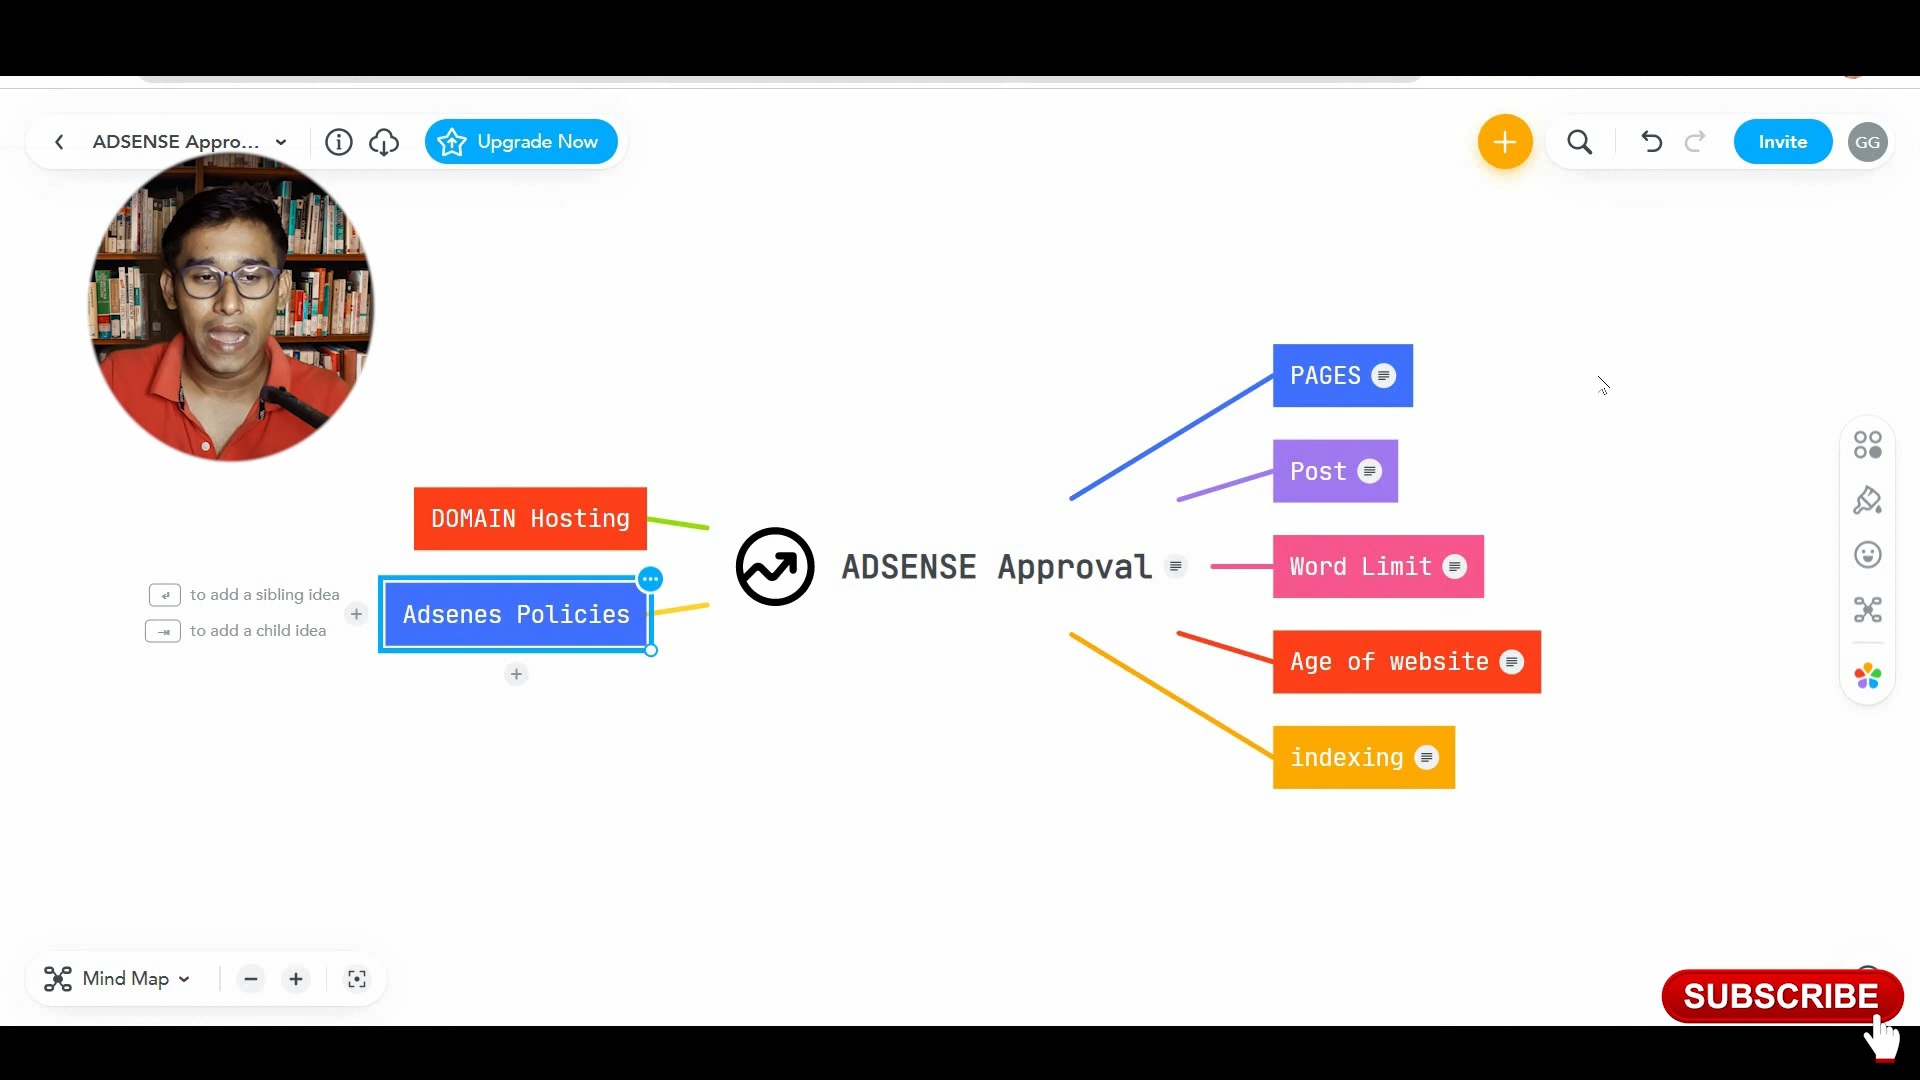 ADSENSE Appro...
Upgrade Now
Invite
GG
PAGES
Post
DOMAIN Hosting
ADSENSE Approval
Word Limit
to add a sibling idea
to add a child idea
Adsenes Policies
Age of website
indexing
Mind Map
SUBSCRIBE